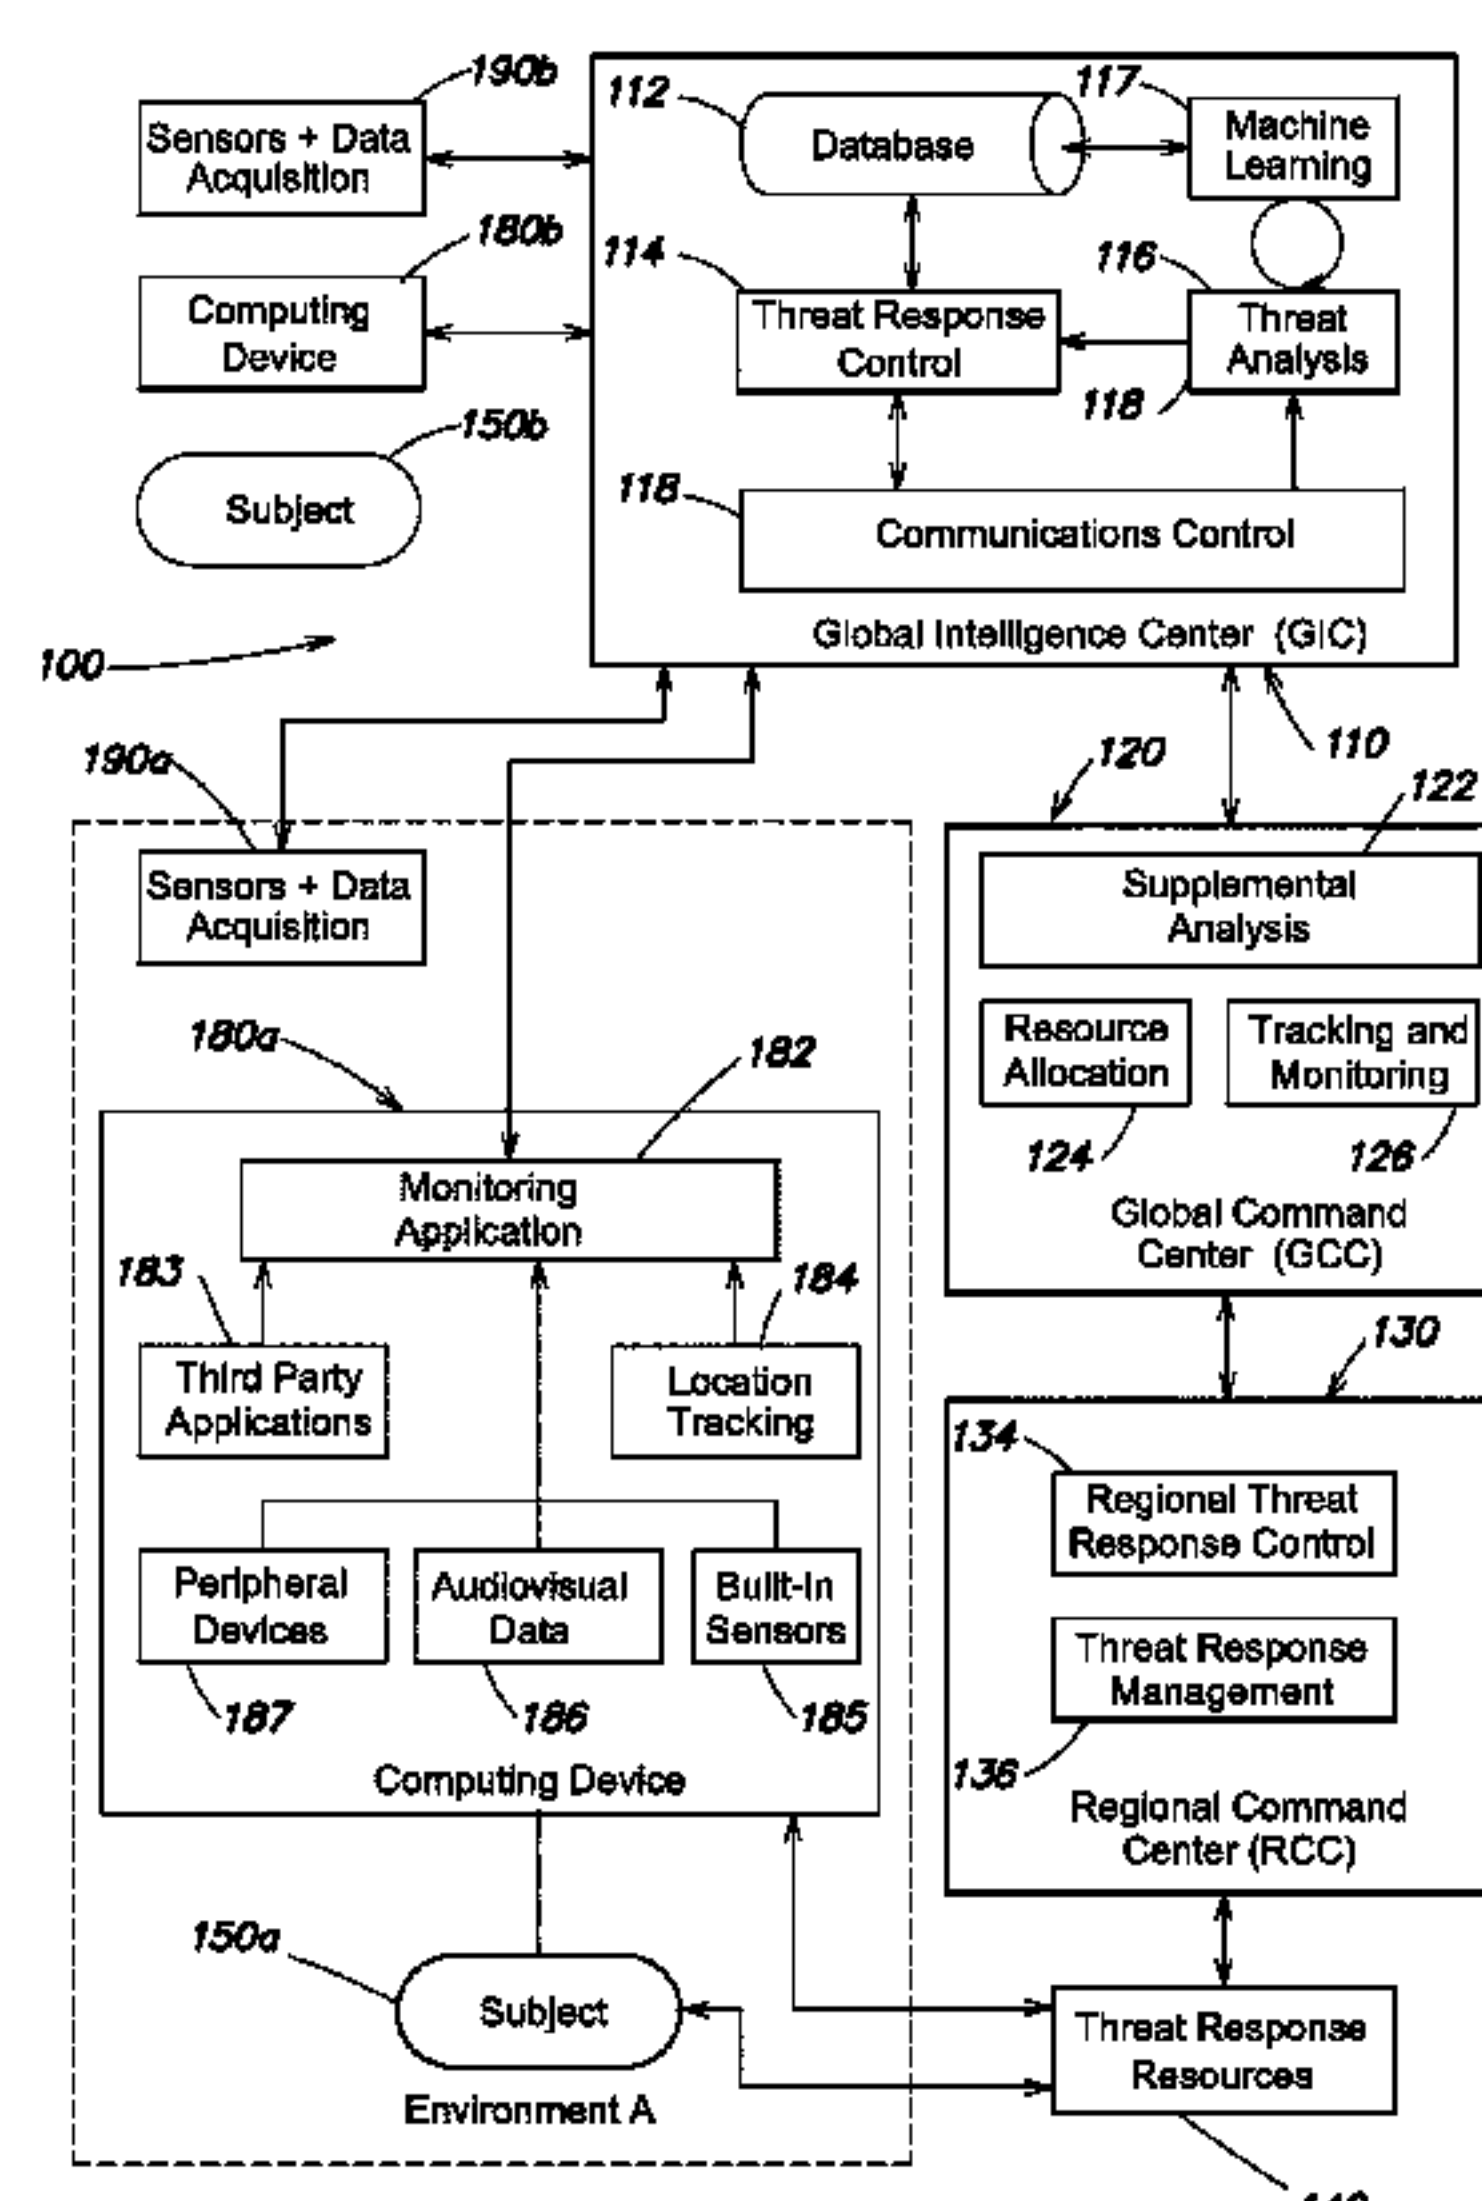 190b
Sensors + Data
Acquisition
180b
Computing
Device
150b
Subject
100
112
Database
117
Machine
Learning
114
Threat Response
Control
116
Threat
Analysis
118
118
Communications Control
Global Intelligence Center (GIC)
110
190a
Sensors + Data
Acquisition
180a
182
Monitoring
Application
183
Third Party
Applications
184
Location
Tracking
Peripheral
Devices
187
Audiovisual
Data
186
Built-In
Sensors
185
Computing Device
150a
Subject
Environment A
120
122
Supplemental
Analysis
Resource
Allocation
124
Tracking and
Monitoring
126
Global Command
Center (GCC)
130
134
Regional Threat
Response Control
Threat Response
Management
136
Regional Command
Center (RCC)
Threat Response
Resources